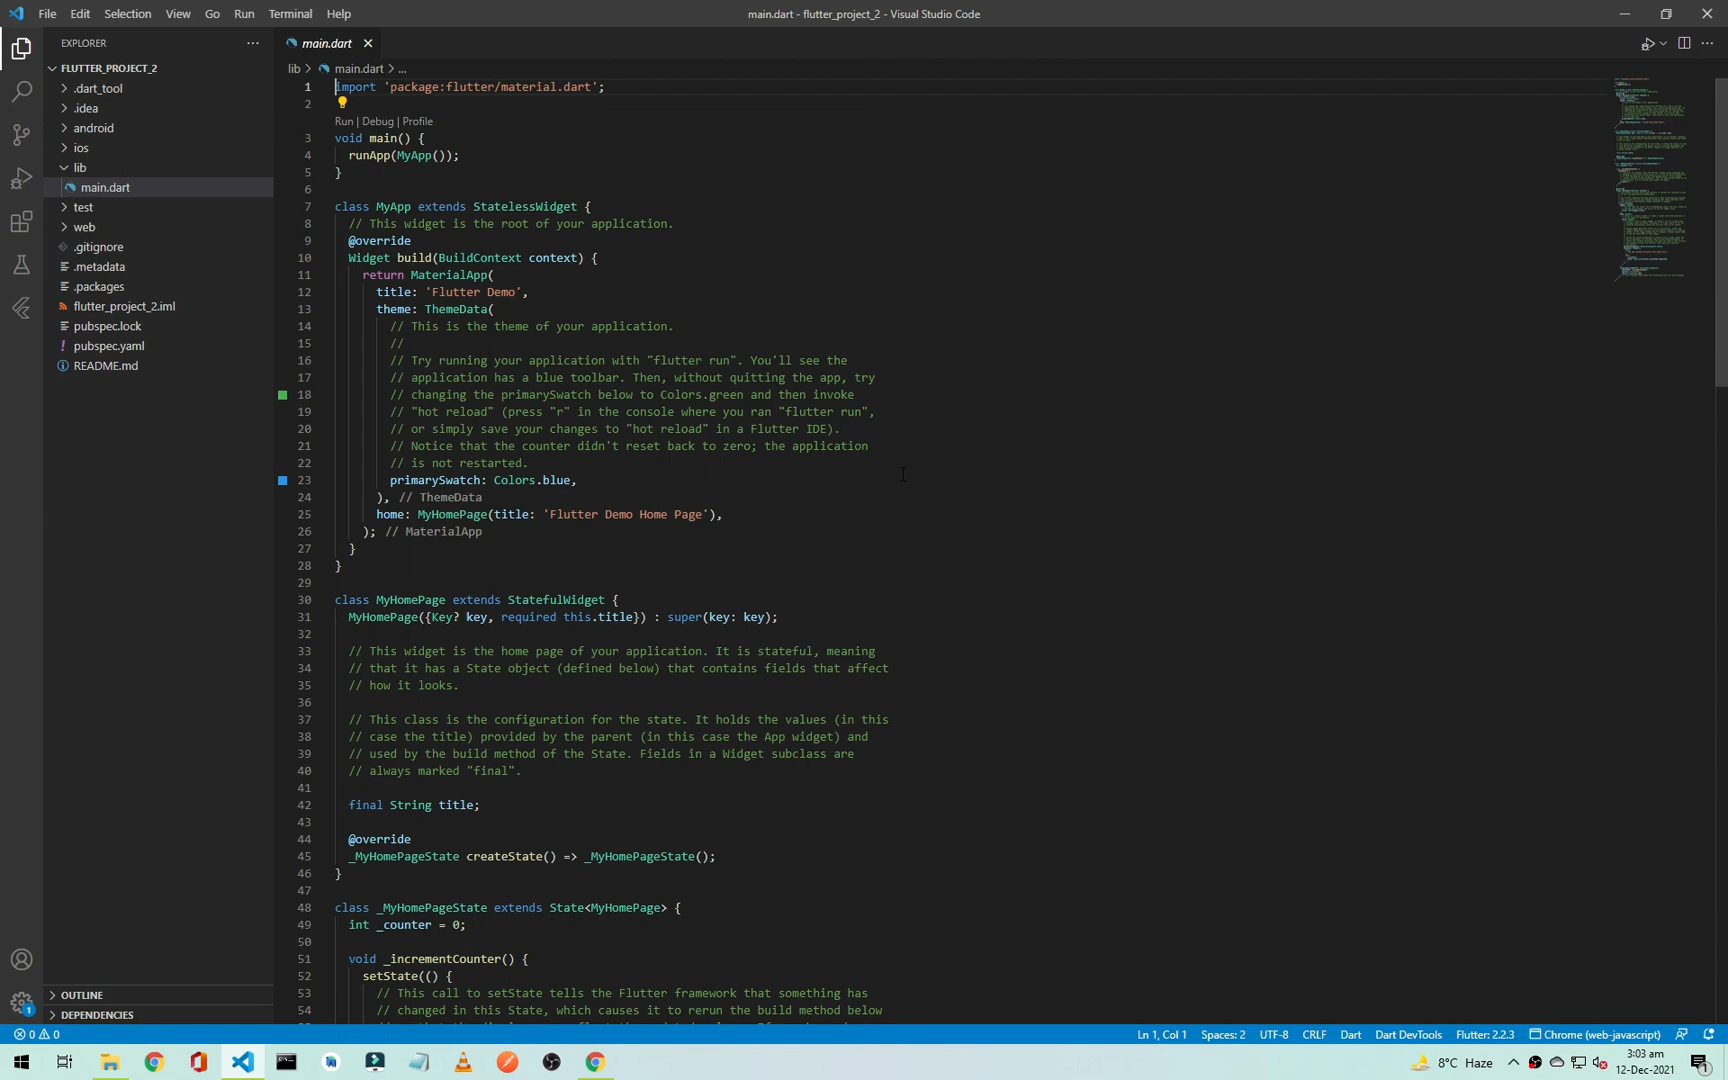 File Edit Selection View Go Run Terminal Help
main.dart - flutter_project_2 - Visual Studio Code
EXPLORER
FLUTTER_PROJECT_2
.dart_tool
.idea
android
ios
lib
main.dart
test
web
.gitignore
.metadata
.packages
flutter_project_2.iml
pubspec.lock
pubspec.yaml
README.md
OUTLINE
DEPENDENCIES
main.dart
lib > main.dart > ...
1 import 'package:flutter/material.dart';
2
Run | Debug | Profile
3 void main() {
4 runApp(MyApp());
5 }
6
7 class MyApp extends StatelessWidget {
8 // This widget is the root of your application.
9 @override
10 Widget build(BuildContext context) {
11 return MaterialApp(
12 title: 'Flutter Demo',
13 theme: ThemeData(
14 // This is the theme of your application.
15 //
16 // Try running your application with "flutter run". You'll see the
17 // application has a blue toolbar. Then, without quitting the app, try
18 // changing the primarySwatch below to Colors.green and then invoke
19 // "hot reload" (press "r" in the console where you ran "flutter run",
20 // or simply save your changes to "hot reload" in a Flutter IDE).
21 // Notice that the counter didn't reset back to zero; the application
22 // is not restarted.
23 primarySwatch: Colors.blue,
24 ), // ThemeData
25 home: MyHomePage(title: 'Flutter Demo Home Page'),
26 ); // MaterialApp
27 }
28 }
29
30 class MyHomePage extends StatefulWidget {
31 MyHomePage({Key? key, required this.title}) : super(key: key);
32
33 // This widget is the home page of your application. It is stateful, meaning
34 // that it has a State object (defined below) that contains fields that affect
35 // how it looks.
36
37 // This class is the configuration for the state. It holds the values (in this
38 // case the title) provided by the parent (in this case the App widget) and
39 // used by the build method of the State. Fields in a Widget subclass are
40 // always marked "final".
41
42 final String title;
43
44 @override
45 _MyHomePageState createState() => _MyHomePageState();
46 }
47
48 class _MyHomePageState extends State<MyHomePage> {
49 int _counter = 0;
50
51 void _incrementCounter() {
52 setState(() {
53 // This call to setState tells the Flutter framework that something has
54 // changed in this State, which causes it to rerun the build method below
0 0
Ln 1, Col 1 Spaces: 2 UTF-8 CRLF Dart Dart DevTools Flutter: 2.2.3 Chrome (web-javascript)
8°C Haze
3:03 am
12-Dec-2021
1
1